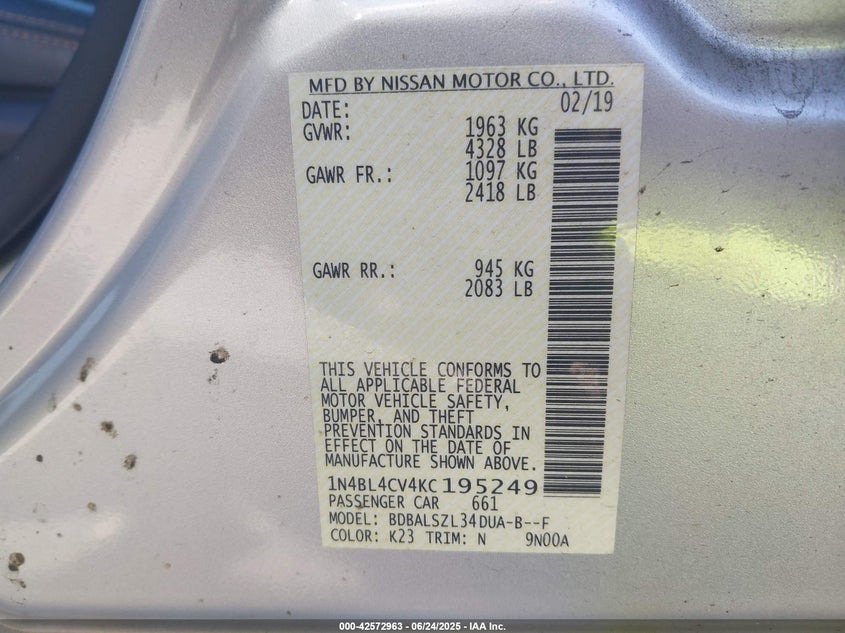 MFD BY NISSAN MOTOR CO., LTD.
DATE: 02/19
GVWR: 1963 KG
4328 LB
GAWR FR.: 1097 KG
2418 LB
GAWR RR.: 945 KG
2083 LB
THIS VEHICLE CONFORMS TO
ALL APPLICABLE FEDERAL
MOTOR VEHICLE SAFETY,
BUMPER, AND THEFT
PREVENTION STANDARDS IN
EFFECT ON THE DATE OF
MANUFACTURE SHOWN ABOVE.
1N4BL4CV4KC195249
PASSENGER CAR 661
MODEL: BDBALSZL34DUA-B--F
COLOR: K23 TRIM: N 9N00A
000-42572963 - 06/24/2025 - IAA Inc.